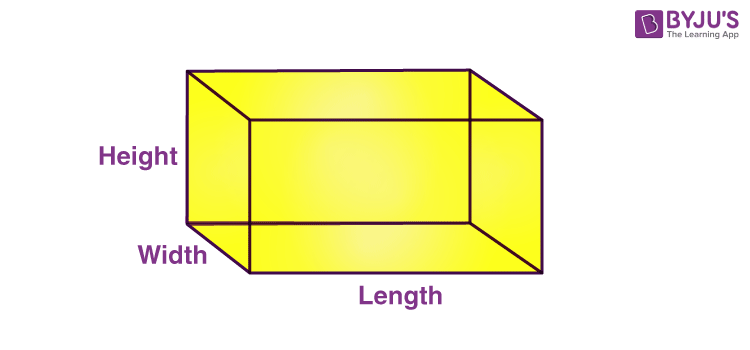 BYJU'S
The Learning App
Height
Width
Length